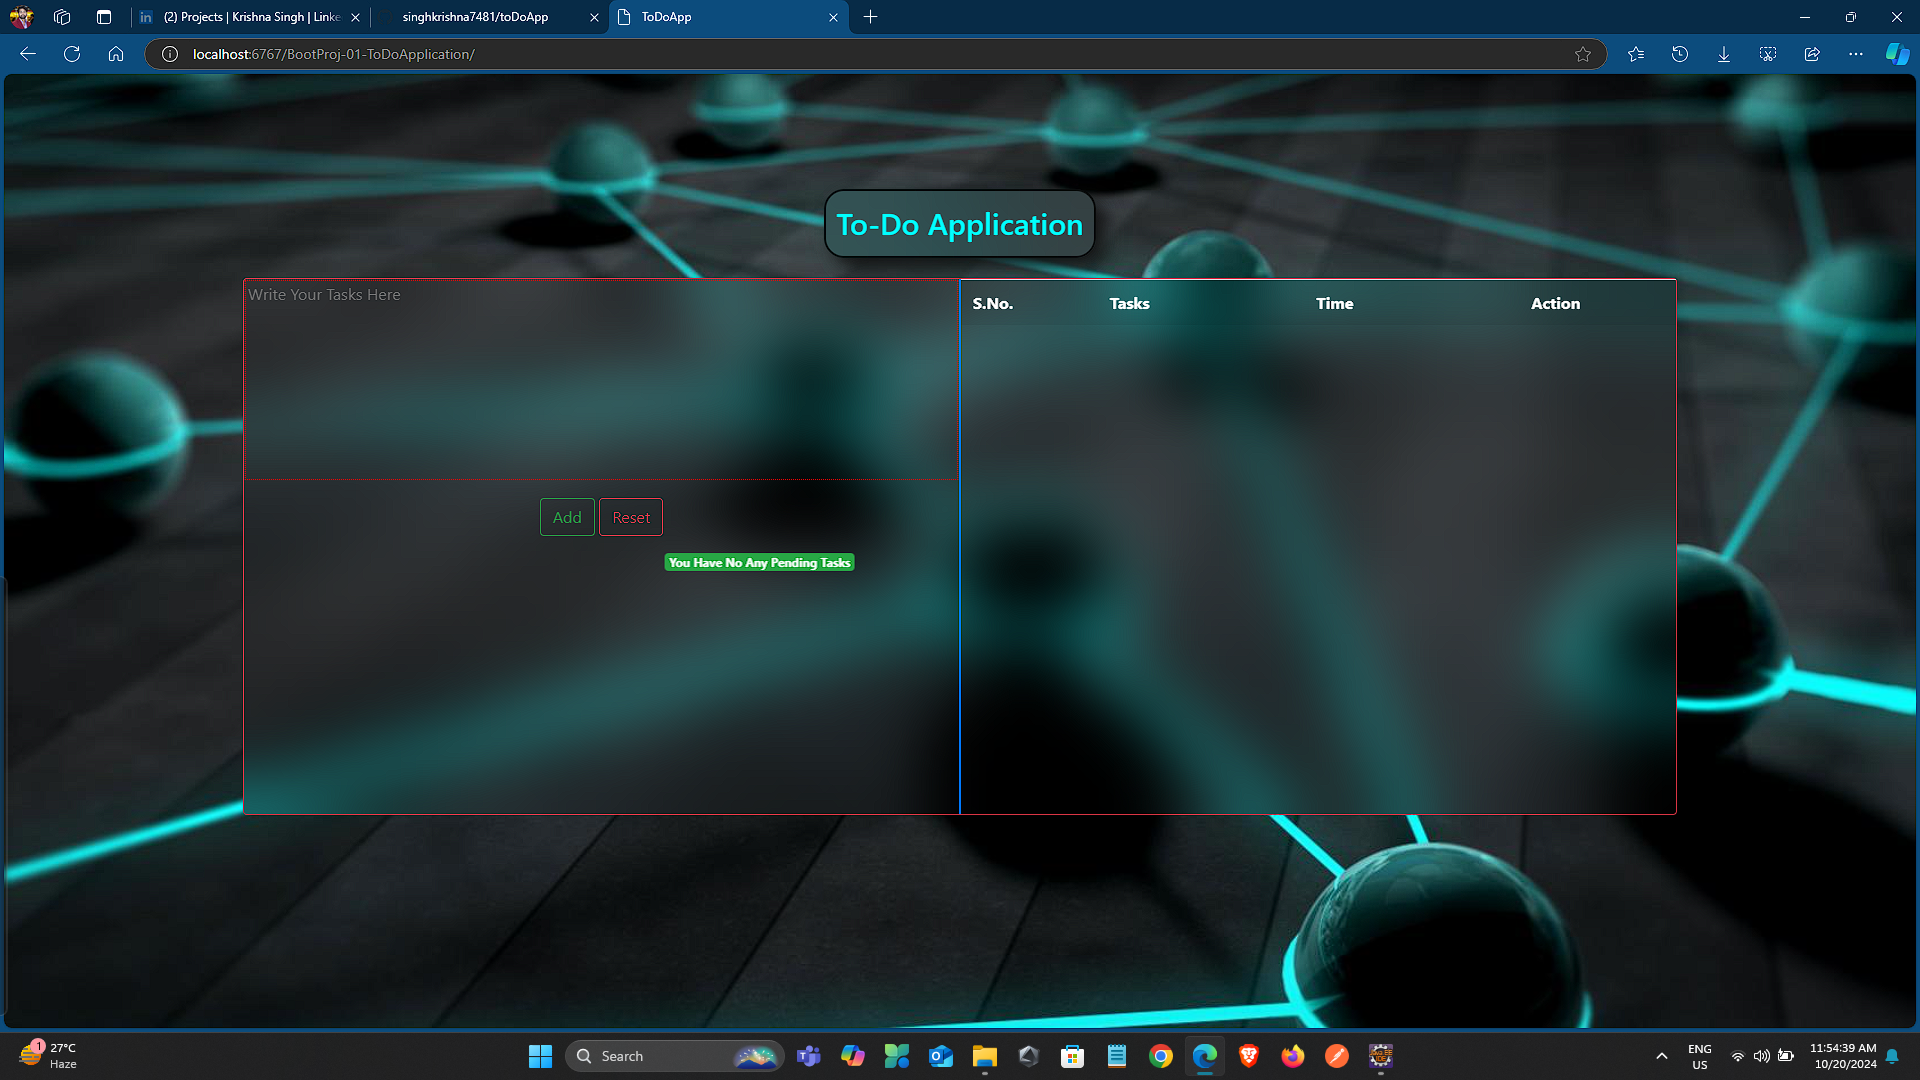 (2) Projects | Krishna Singh | Linke
singhkrishna7481/toDoApp
ToDoApp
localhost:6767/BootProj-01-ToDoApplication/
To-Do Application
Write Your Tasks Here
S.No. Tasks Time Action
Add Reset
You Have No Any Pending Tasks
1
27°C
Haze
Search
ENG
US
11:54:39 AM
10/20/2024